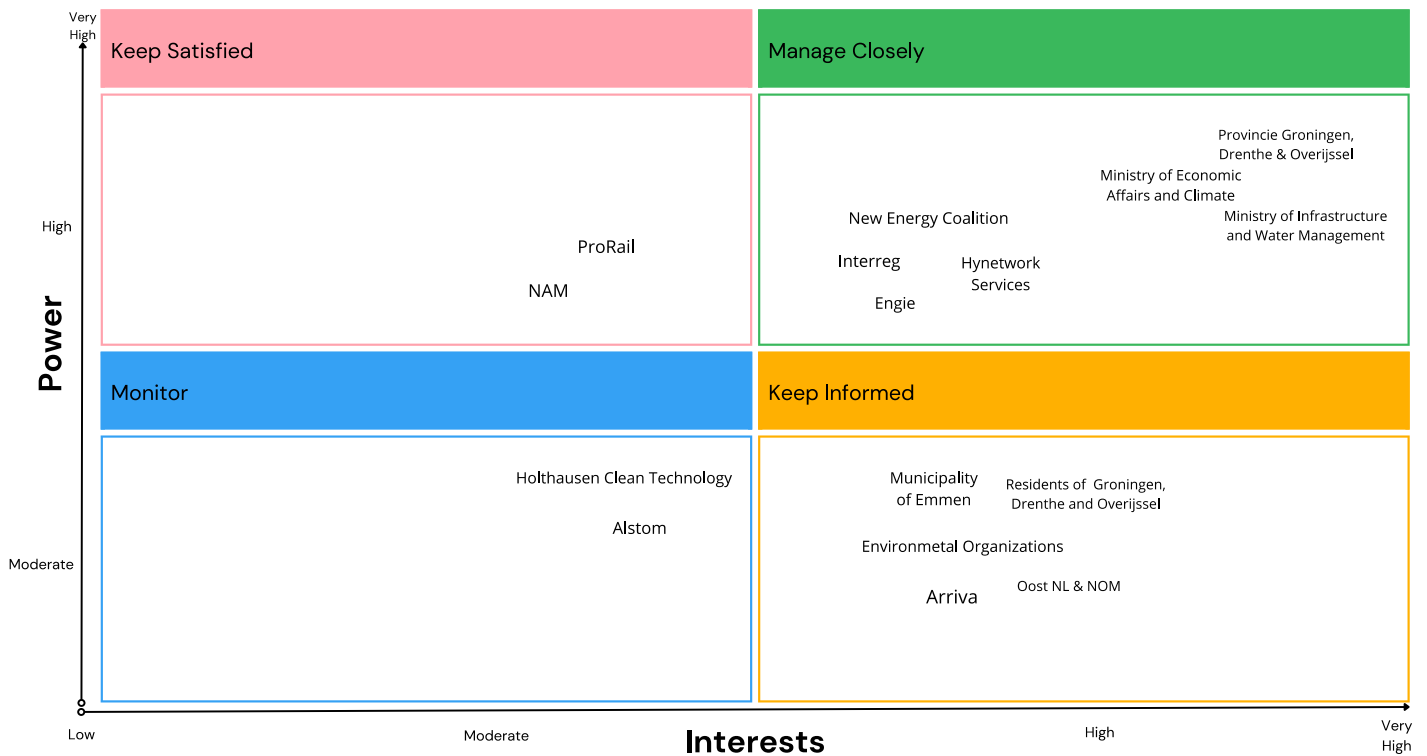 Very
High
Keep Satisfied
Manage Closely
Provincie Groningen,
Drenthe & Overijssel
Ministry of Economic
Affairs and Climate
High
New Energy Coalition
Ministry of Infrastructure
and Water Management
ProRail
Interreg
Hynetwork
Services
NAM
Engie
Power
Monitor
Keep Informed
Holthausen Clean Technology
Municipality
of Emmen
Residents of Groningen,
Drenthe and Overijssel
Alstom
Environmetal Organizations
Moderate
Arriva
Oost NL & NOM
Low
Moderate
Interests
High
Very
High